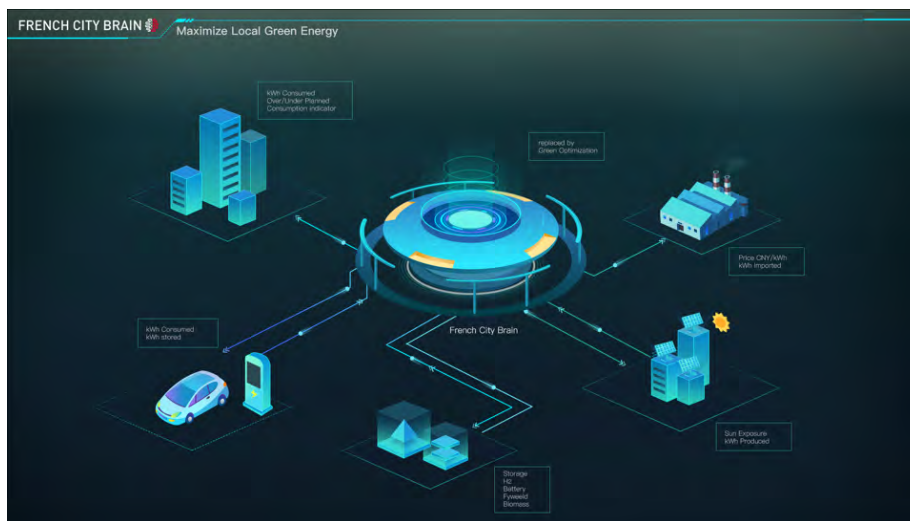 FRENCH CITY BRAIN
Maximize Local Green Energy
kWh Consumed
Over/Under Planned
Consumption indicator
replaced by
Green Optimization
Price CNY/kWh
kWh Imported
kWh Consumed
kWh stored
French City Brain
Sun Exposure
kWh Produced
Storage
H2
Battery
Fyweeld
Biomass